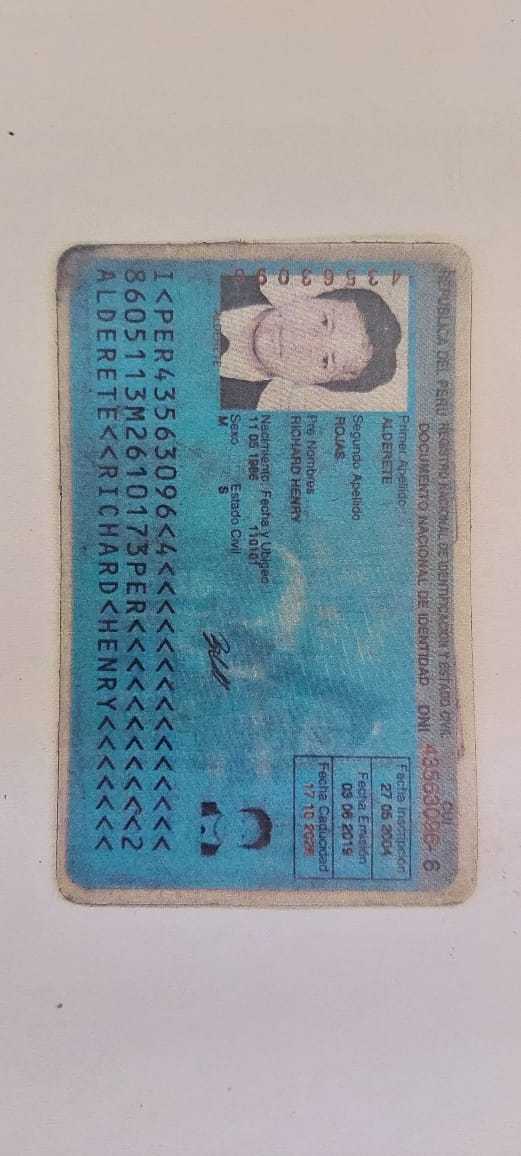 REPUBLICA DEL PERU REGISTRO NACIONAL DE IDENTIFICACION Y ESTADO CIVIL
CUI
DOCUMENTO NACIONAL DE IDENTIDAD DNI 43563096-6
43563096
Primer Apellido
ALDERETE
Segundo Apellido
ROJAS
Pre Nombres
RICHARD HENRY
Nacimiento: Fecha y Ubigeo
11 05 1986 110101
Sexo Estado Civil
M S
Fecha Inscripción
27 05 2004
Fecha Emisión
03 06 2019
Fecha Caducidad
17 10 2026
I<PER43563096<4<<<<<<<<<<<<<<<
8605113M2610173PER<<<<<<<<<<<2
ALDERETE<<RICHARD<HENRY<<<<<<<